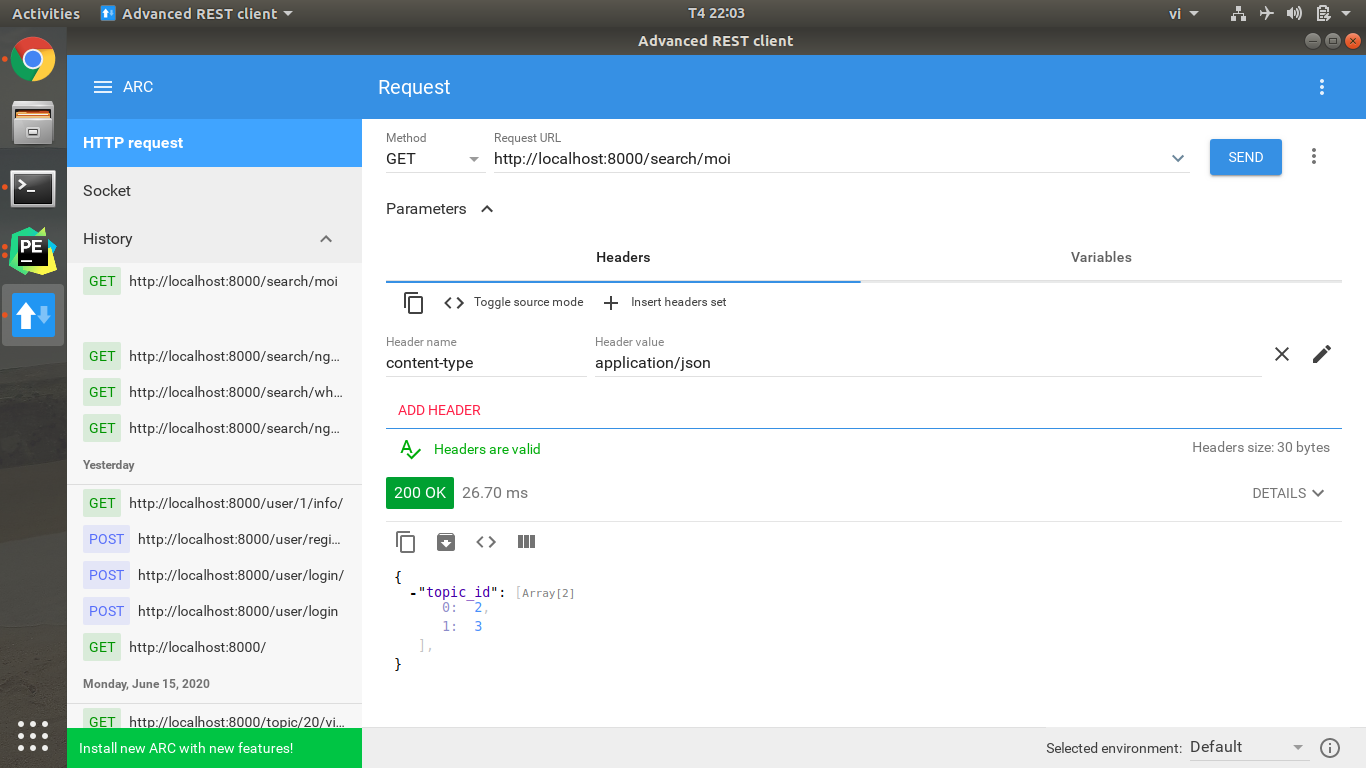 Activities Advanced REST client T4 22:03 vi
Advanced REST client
ARC Request
HTTP request
Socket
History
GET http://localhost:8000/search/moi
GET http://localhost:8000/search/ng...
GET http://localhost:8000/search/wh...
GET http://localhost:8000/search/ng...
Yesterday
GET http://localhost:8000/user/1/info/
POST http://localhost:8000/user/regi...
POST http://localhost:8000/user/login/
POST http://localhost:8000/user/login
GET http://localhost:8000/
Monday, June 15, 2020
GET http://localhost:8000/topic/20/vi...
Install new ARC with new features!
Method Request URL
GET http://localhost:8000/search/moi SEND
Parameters
Headers Variables
Toggle source mode Insert headers set
Header name Header value
content-type application/json
ADD HEADER
Headers are valid Headers size: 30 bytes
200 OK 26.70 ms DETAILS
{
-"topic_id": [Array[2]
0: 2,
1: 3
],
}
Selected environment: Default
PE